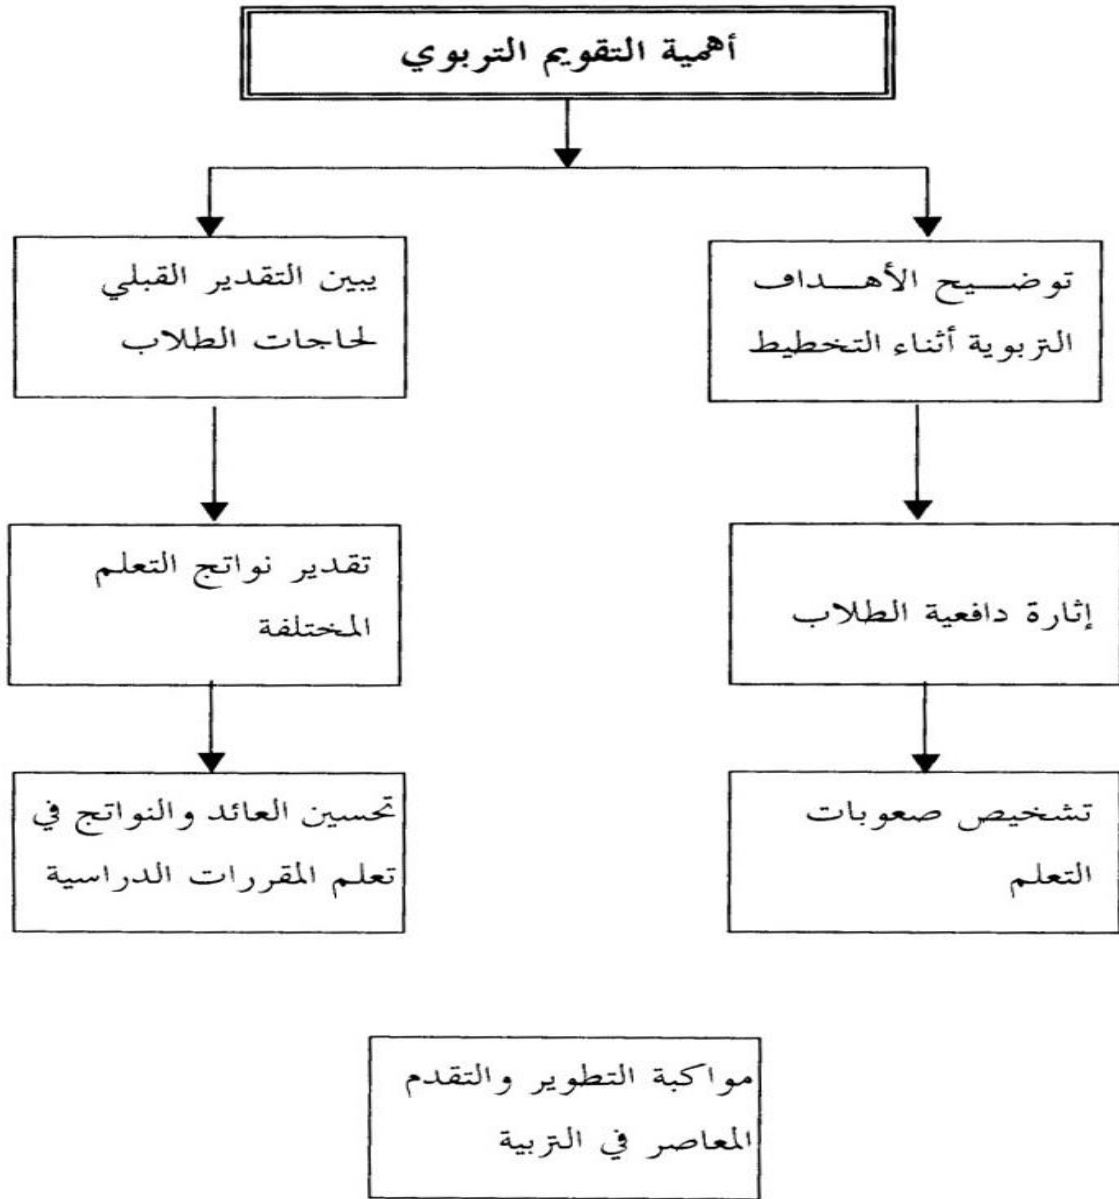 أهمية التقويم التربوي
توضيح الأهداف
التربوية أثناء التخطيط
يبين التقدير القبلي
لحاجات الطلاب
إثارة دافعية الطلاب
تقدير نواتج التعلم
المختلفة
تشخيص صعوبات
التعلم
تحسين العائد والنواتج في
تعلم المقررات الدراسية
مواكبة التطوير والتقدم
المعاصر في التربية